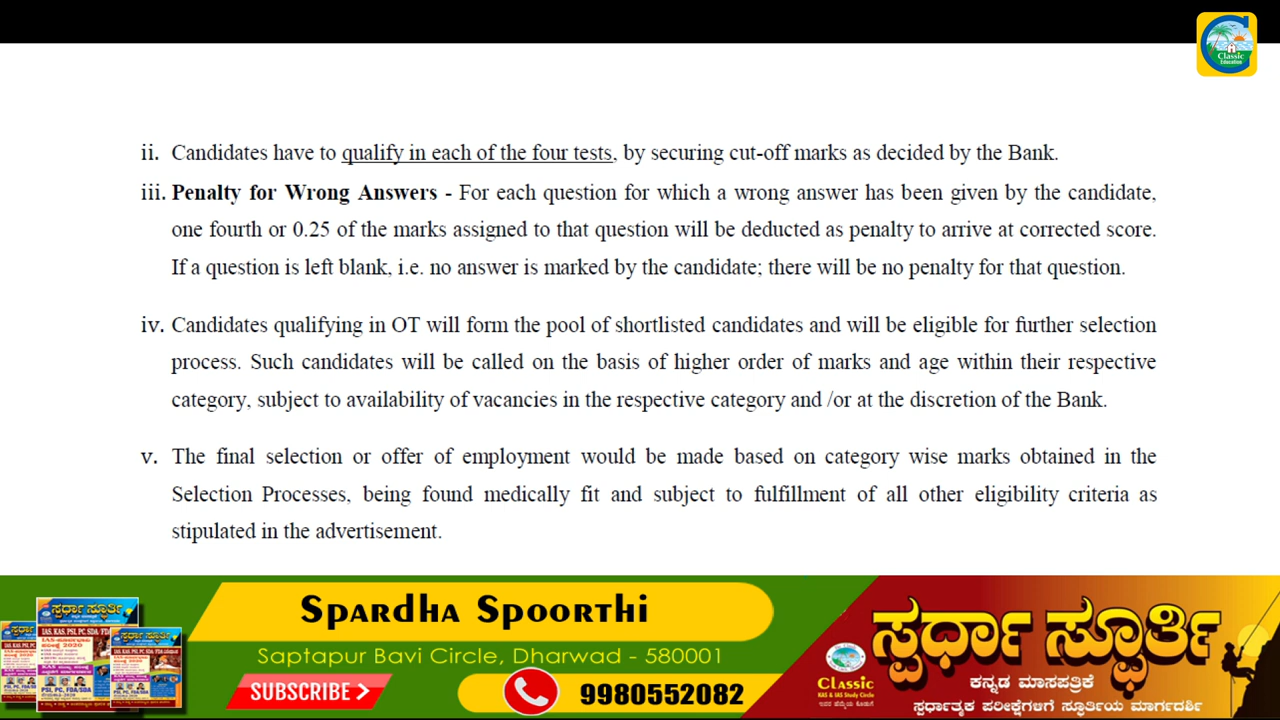 Classic
Education
ii. Candidates have to qualify in each of the four tests, by securing cut-off marks as decided by the Bank.
iii. Penalty for Wrong Answers - For each question for which a wrong answer has been given by the candidate,
one fourth or 0.25 of the marks assigned to that question will be deducted as penalty to arrive at corrected score.
If a question is left blank, i.e. no answer is marked by the candidate; there will be no penalty for that question.
iv. Candidates qualifying in OT will form the pool of shortlisted candidates and will be eligible for further selection
process. Such candidates will be called on the basis of higher order of marks and age within their respective
category, subject to availability of vacancies in the respective category and /or at the discretion of the Bank.
v. The final selection or offer of employment would be made based on category wise marks obtained in the
Selection Processes, being found medically fit and subject to fulfillment of all other eligibility criteria as
stipulated in the advertisement.
Spardha Spoorthi
Saptapur Bavi Circle, Dharwad - 580001
SUBSCRIBE >
9980552082
ಸ್ಪರ್ಧಾ ಸ್ಫೂರ್ತಿ
Classic
KAS & IAS Study Circle
ಕನ್ನಡ ಮಾಸಪತ್ರಿಕೆ
ಸ್ಪರ್ಧಾತ್ಮಕ ಪರೀಕ್ಷೆಗಳಿಗೆ ಸ್ಫೂರ್ತಿಯ ಮಾರ್ಗದರ್ಶಿ